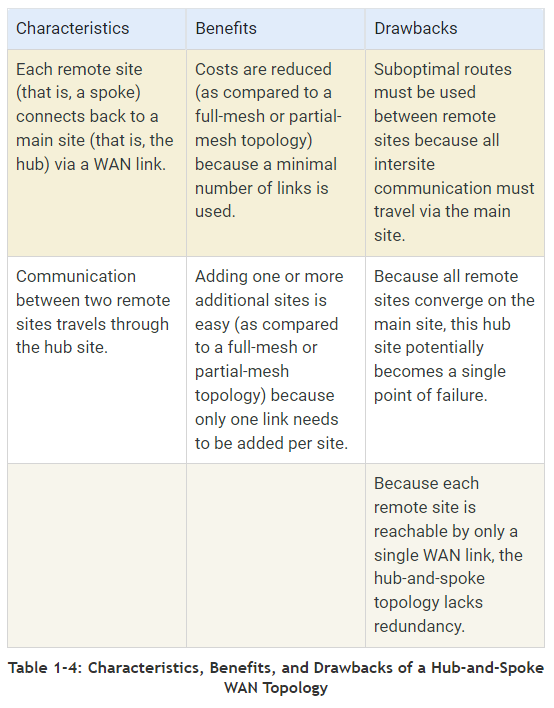 Characteristics
Benefits
Drawbacks
Each remote site
(that is, a spoke)
connects back to a
main site (that is, the
hub) via a WAN link.
Costs are reduced
(as compared to a
full-mesh or partial-
mesh topology)
because a minimal
number of links is
used.
Suboptimal routes
must be used
between remote
sites because all
intersite
communication must
travel via the main
site.
Communication
between two remote
sites travels through
the hub site.
Adding one or more
additional sites is
easy (as compared
to a full-mesh or
partial-mesh
topology) because
only one link needs
to be added per site.
Because all remote
sites converge on the
main site, this hub
site potentially
becomes a single
point of failure.
Because each
remote site is
reachable by only a
single WAN link, the
hub-and-spoke
topology lacks
redundancy.
Table 1-4: Characteristics, Benefits, and Drawbacks of a Hub-and-Spoke
WAN Topology